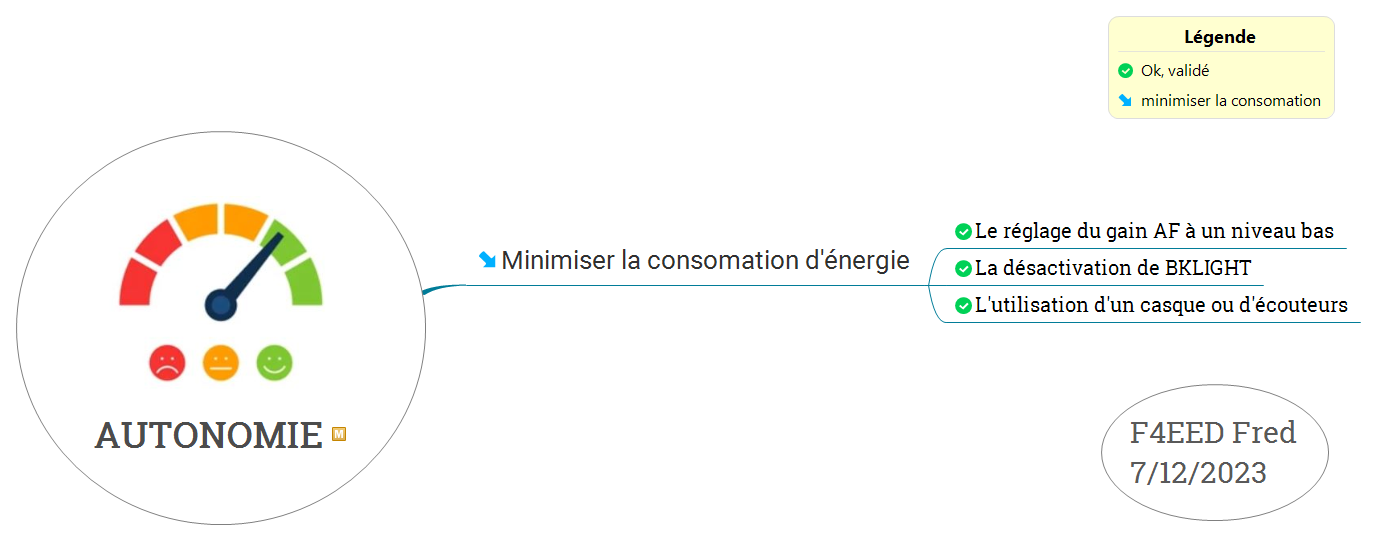 Légende
Ok, validé
minimiser la consomation
AUTONOMIE M
Minimiser la consomation d'énergie
Le réglage du gain AF à un niveau bas
La désactivation de BKLIGHT
L'utilisation d'un casque ou d'écouteurs
F4EED Fred
7/12/2023